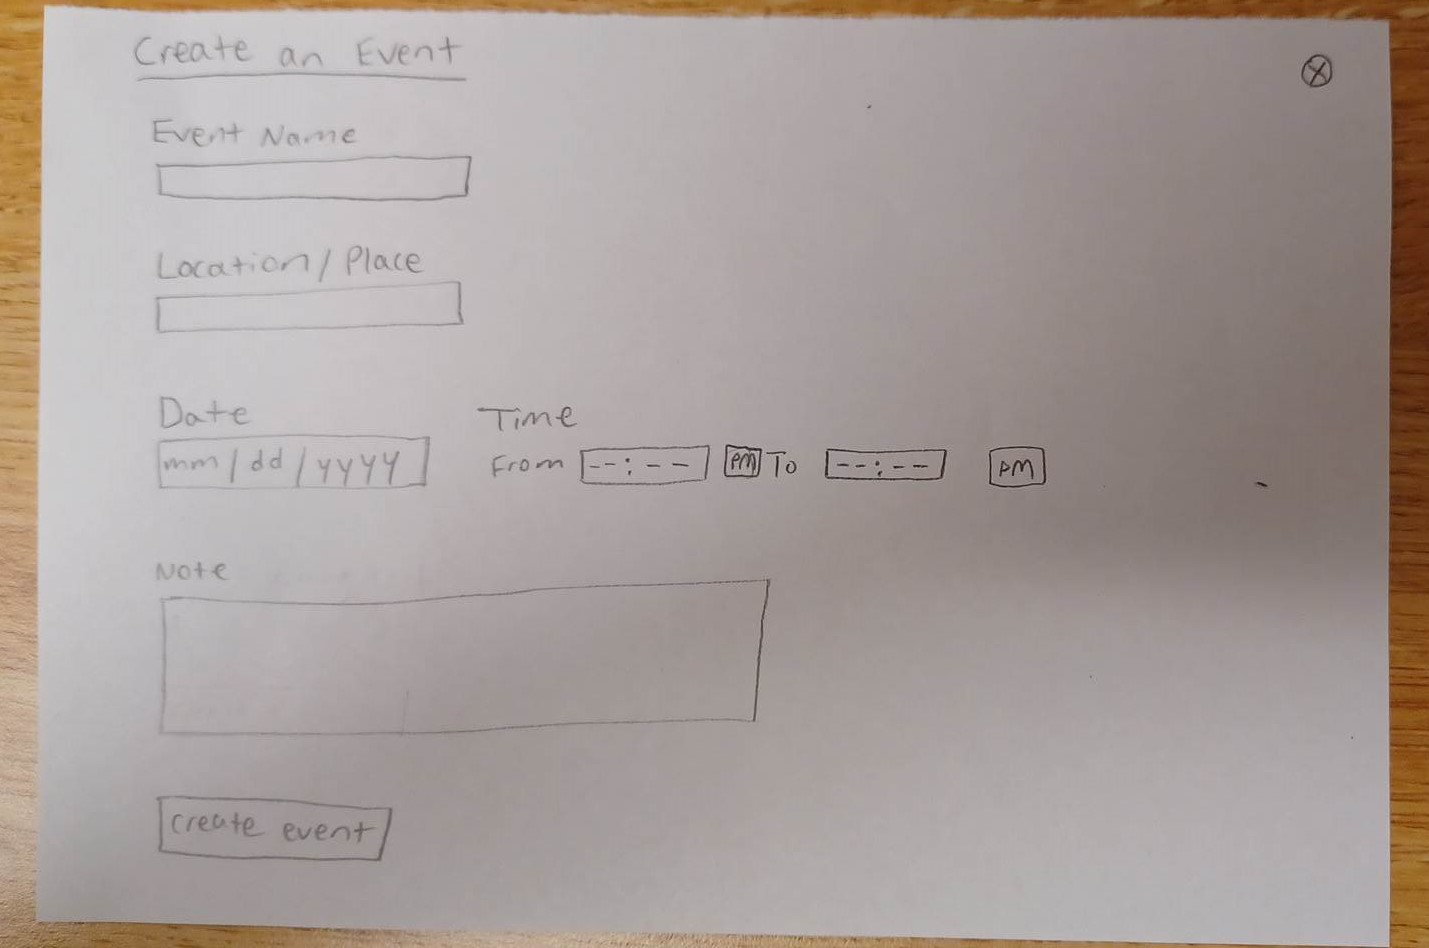 Create an Event
Event Name
Location/Place
Date
Time
mm/dd/yyyy
From --:-- PM To --:-- PM
Note
create event